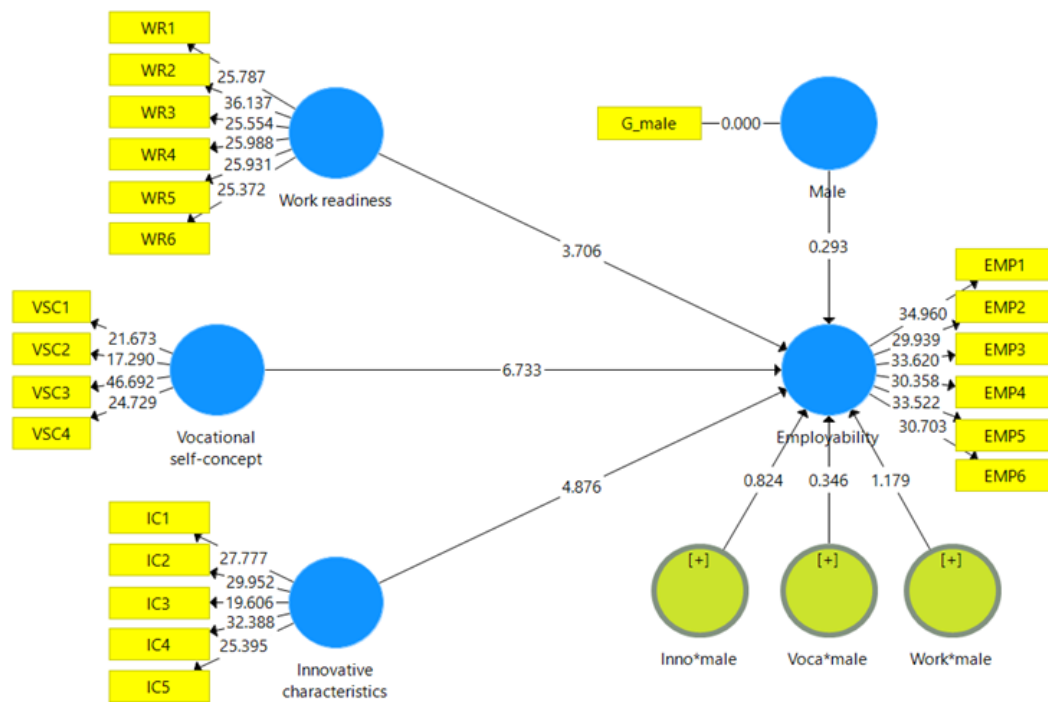 WR1
WR2
WR3
WR4
WR5
WR6
25.787
36.137
25.554
25.988
25.931
25.372
Work readiness
G_male
0.000
Male
3.706
0.293
VSC1
VSC2
VSC3
VSC4
21.673
17.290
46.692
24.729
Vocational
self-concept
6.733
Employability
EMP1
EMP2
EMP3
EMP4
EMP5
EMP6
34.960
29.939
33.620
30.358
33.522
30.703
IC1
IC2
IC3
IC4
IC5
27.777
29.952
19.606
32.388
25.395
Innovative
characteristics
4.876
0.824
0.346
1.179
[+]
[+]
[+]
Inno*male
Voca*male
Work*male